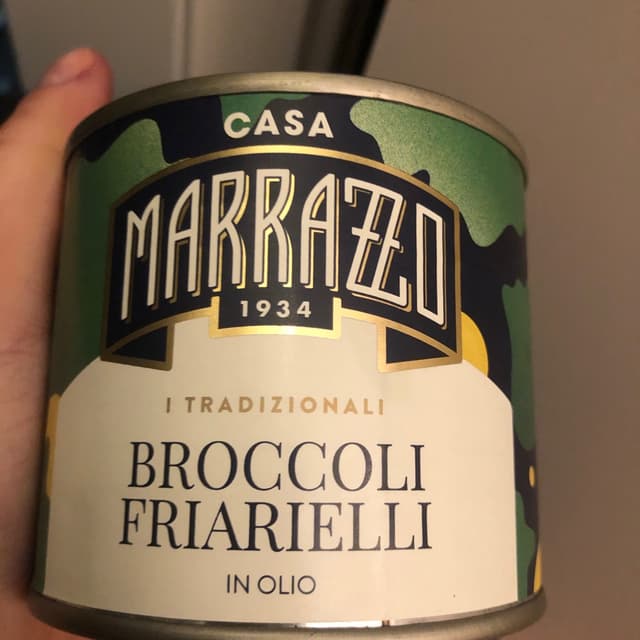 CASA
MARRAZZO
1934
I TRADIZIONALI
BROCCOLI
FRIARIELLI
IN OLIO